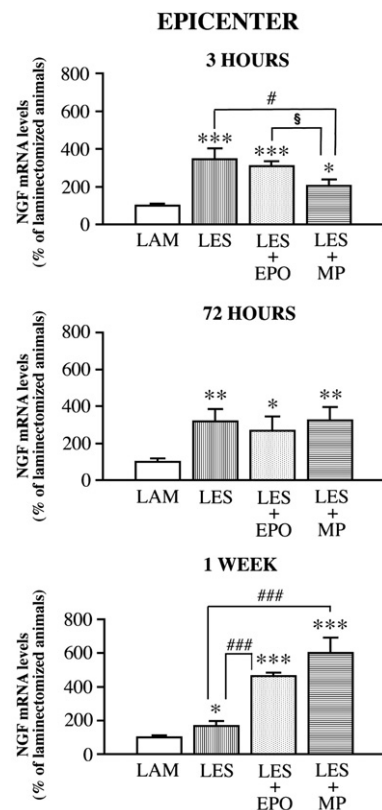 EPICENTER
3 HOURS
NGF mRNA levels
(% of laminectomized animals)
800
600
400
200
0
#
§
***
***
*
LAM LES LES + EPO LES + MP
72 HOURS
NGF mRNA levels
(% of laminectomized animals)
800
600
400
200
0
**
*
**
LAM LES LES + EPO LES + MP
1 WEEK
NGF mRNA levels
(% of laminectomized animals)
800
600
400
200
0
###
###
*
***
***
LAM LES LES + EPO LES + MP